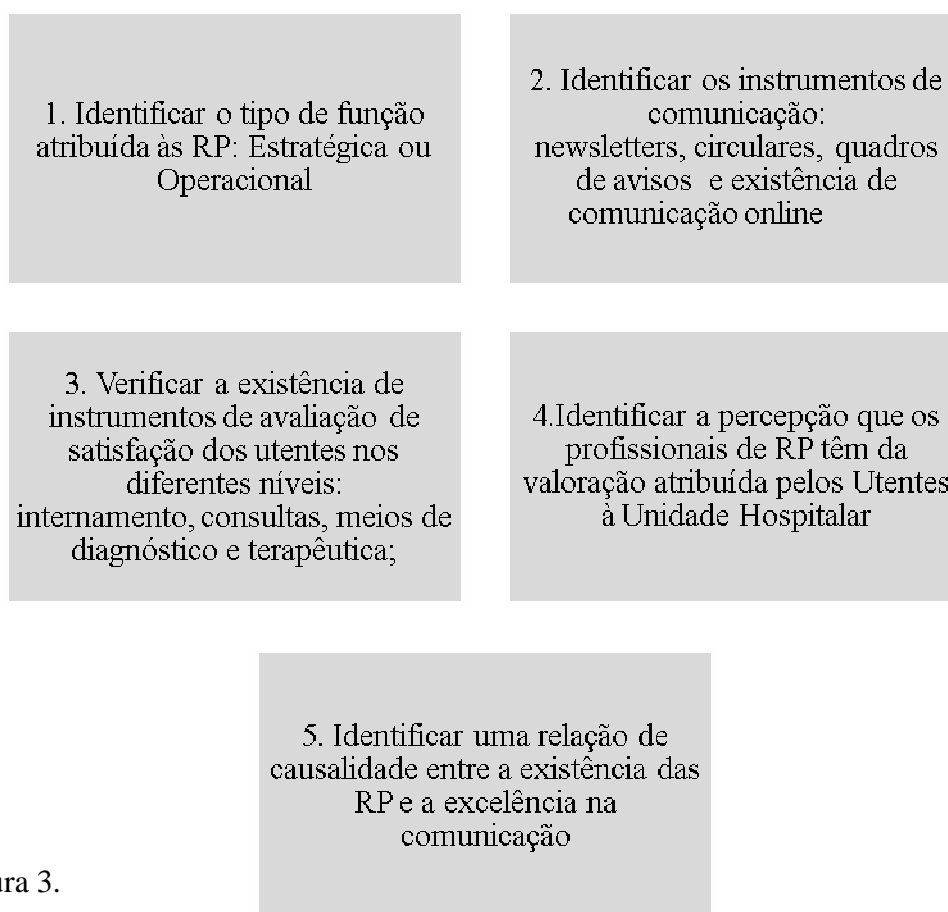 1. Identificar o tipo de função
atribuída às RP: Estratégica ou
Operacional
2. Identificar os instrumentos de
comunicação:
newsletters, circulares, quadros
de avisos e existência de
comunicação online
3. Verificar a existência de
instrumentos de avaliação de
satisfação dos utentes nos
diferentes níveis:
internamento, consultas, meios de
diagnóstico e terapêutica;
4.Identificar a percepção que os
profissionais de RP têm da
valoração atribuída pelos Utentes
à Unidade Hospitalar
5. Identificar uma relação de
causalidade entre a existência das
RP e a excelência na
comunicação
ura 3.